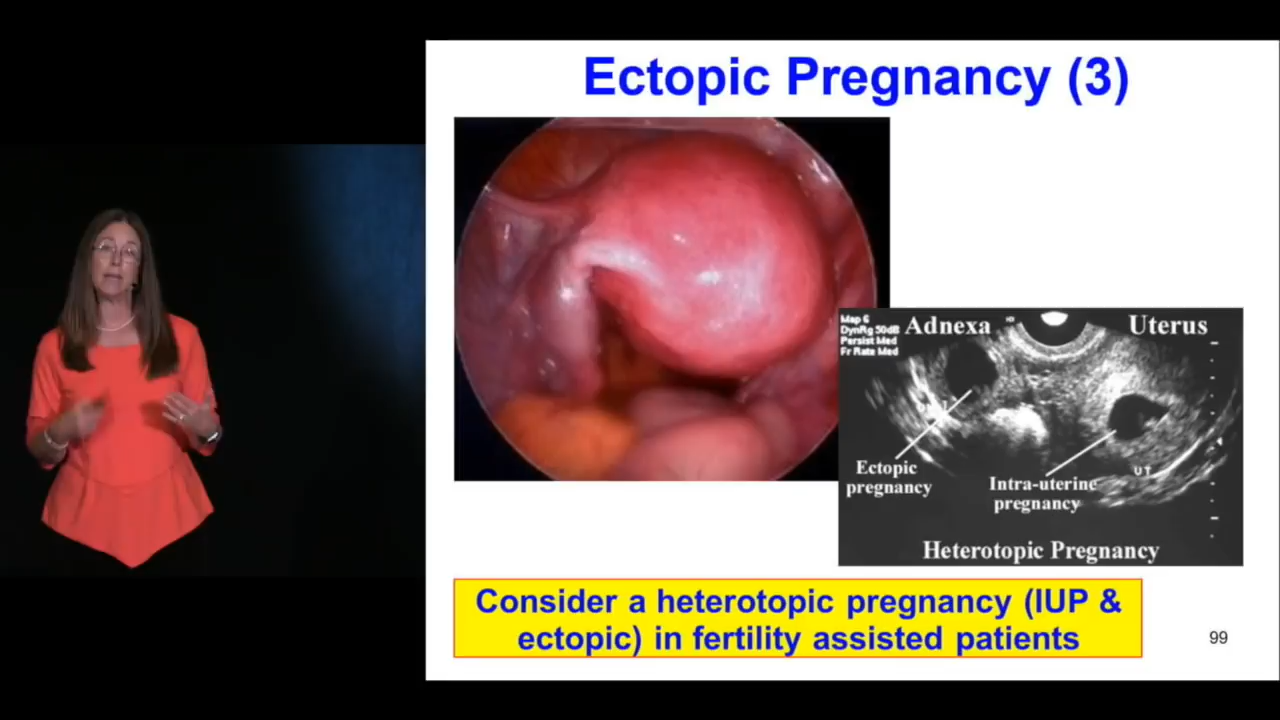 Ectopic Pregnancy (3)
Map 6
DynRg 50dB
Persist Med
Fr Rate Med
Adnexa
Uterus
Ectopic
pregnancy
Intra-uterine
pregnancy
UT
Heterotopic Pregnancy
Consider a heterotopic pregnancy (IUP &
ectopic) in fertility assisted patients
99